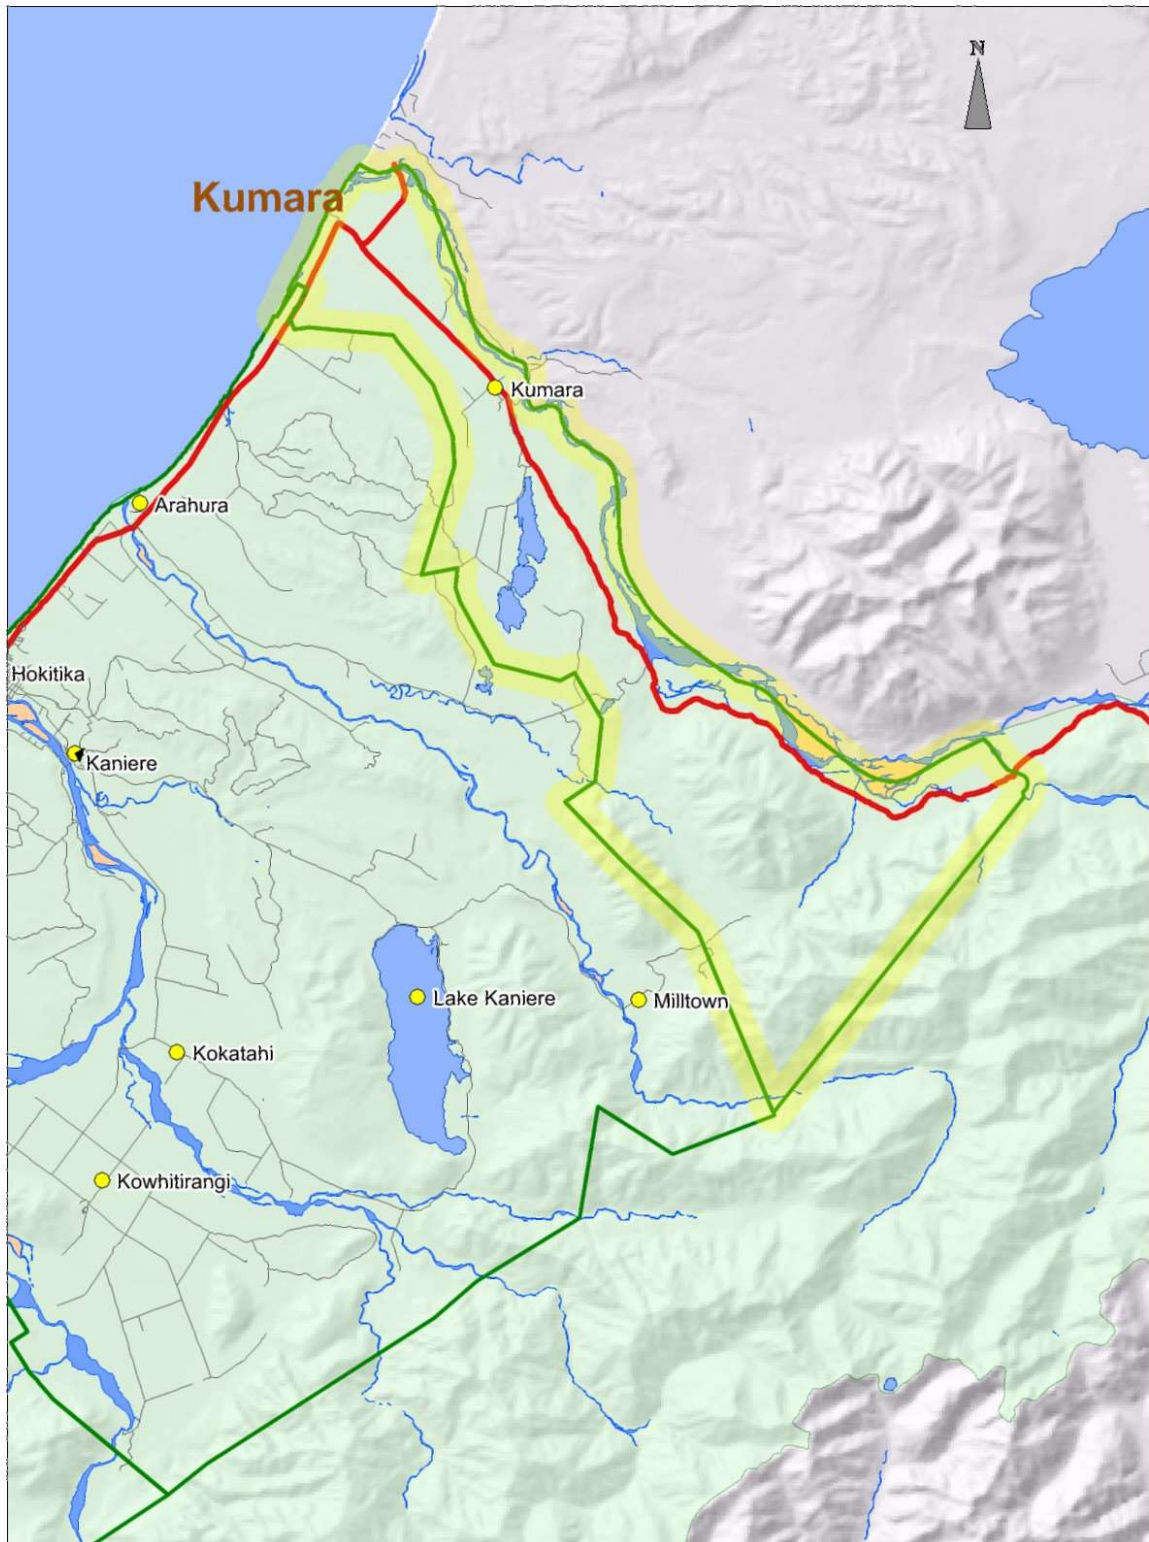 N
Kumara
Kumara
Arahura
Hokitika
Kaniere
Lake Kaniere
Milltown
Kokatahi
Kowhitirangi